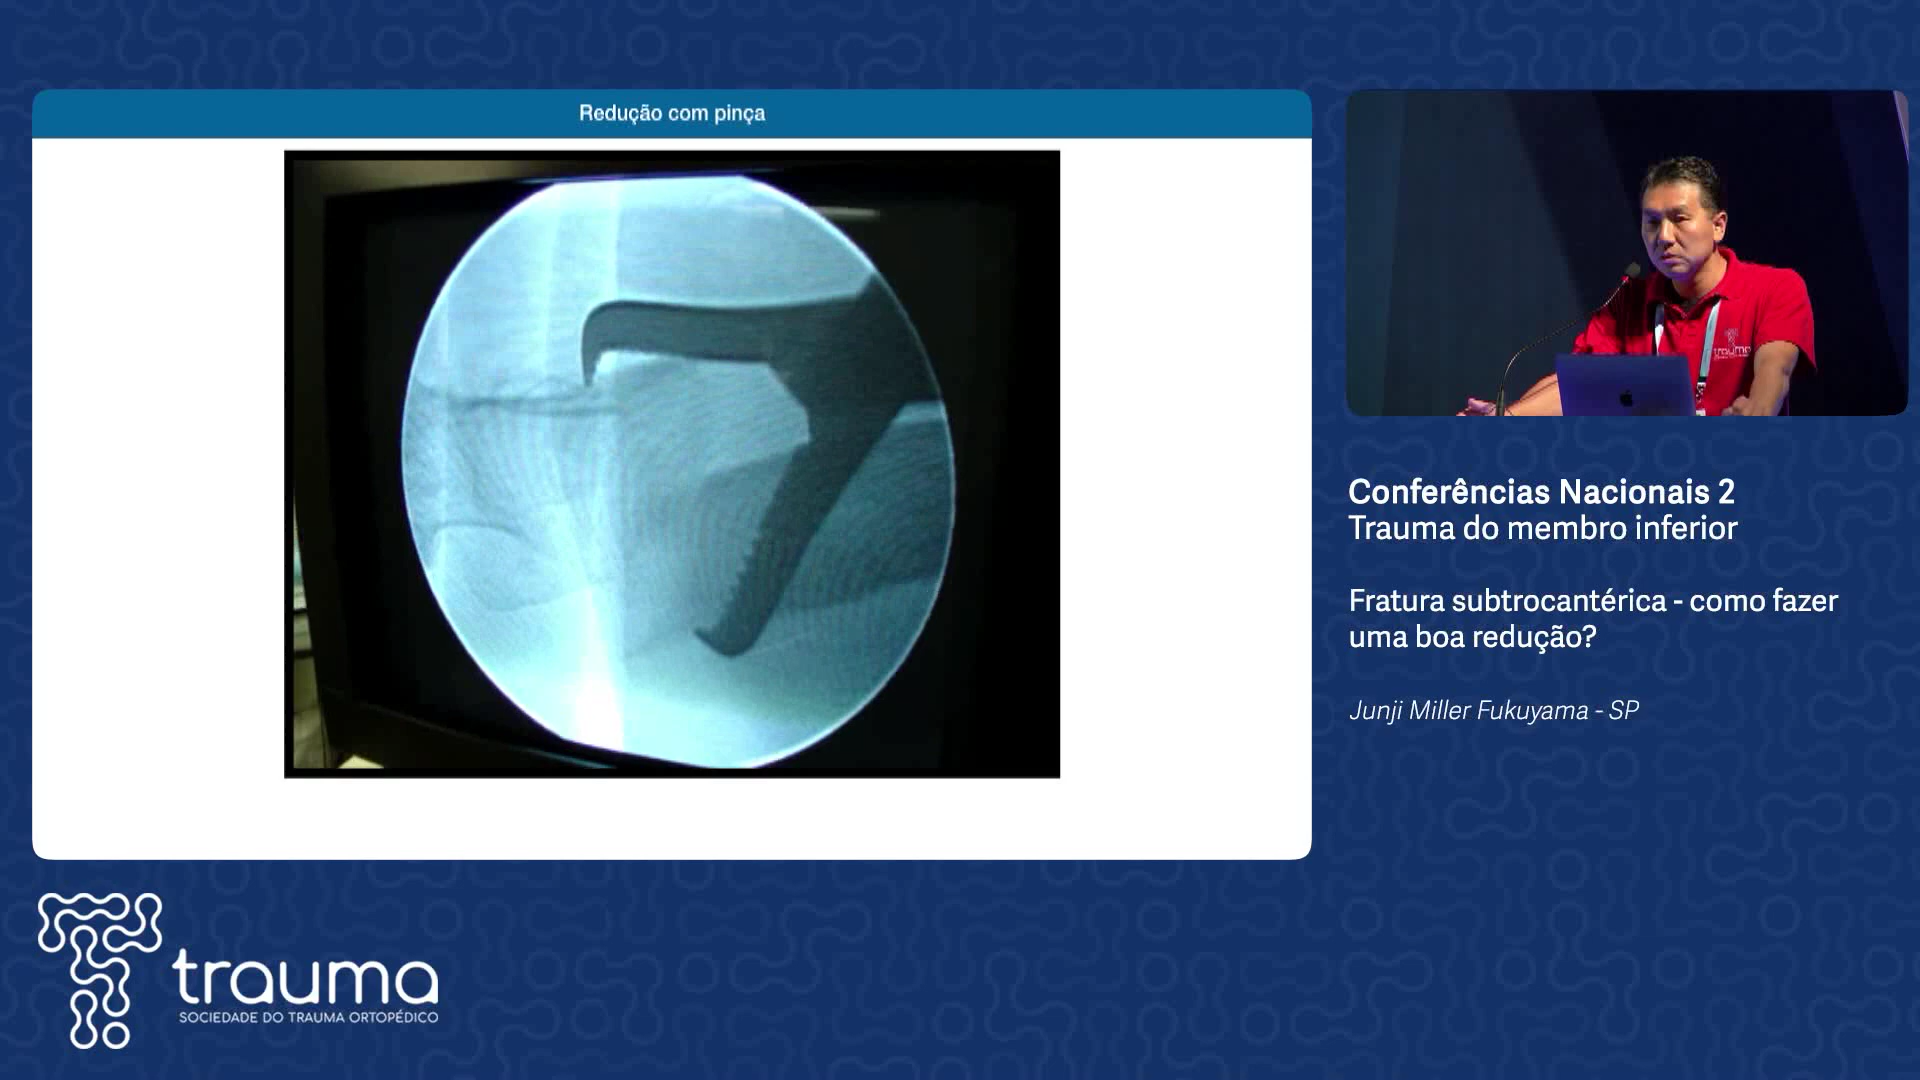 Redução com pinça
trauma
Conferências Nacionais 2
Trauma do membro inferior
Fratura subtrocantérica - como fazer
uma boa redução?
Junji Miller Fukuyama - SP
trauma
SOCIEDADE DO TRAUMA ORTOPÉDICO